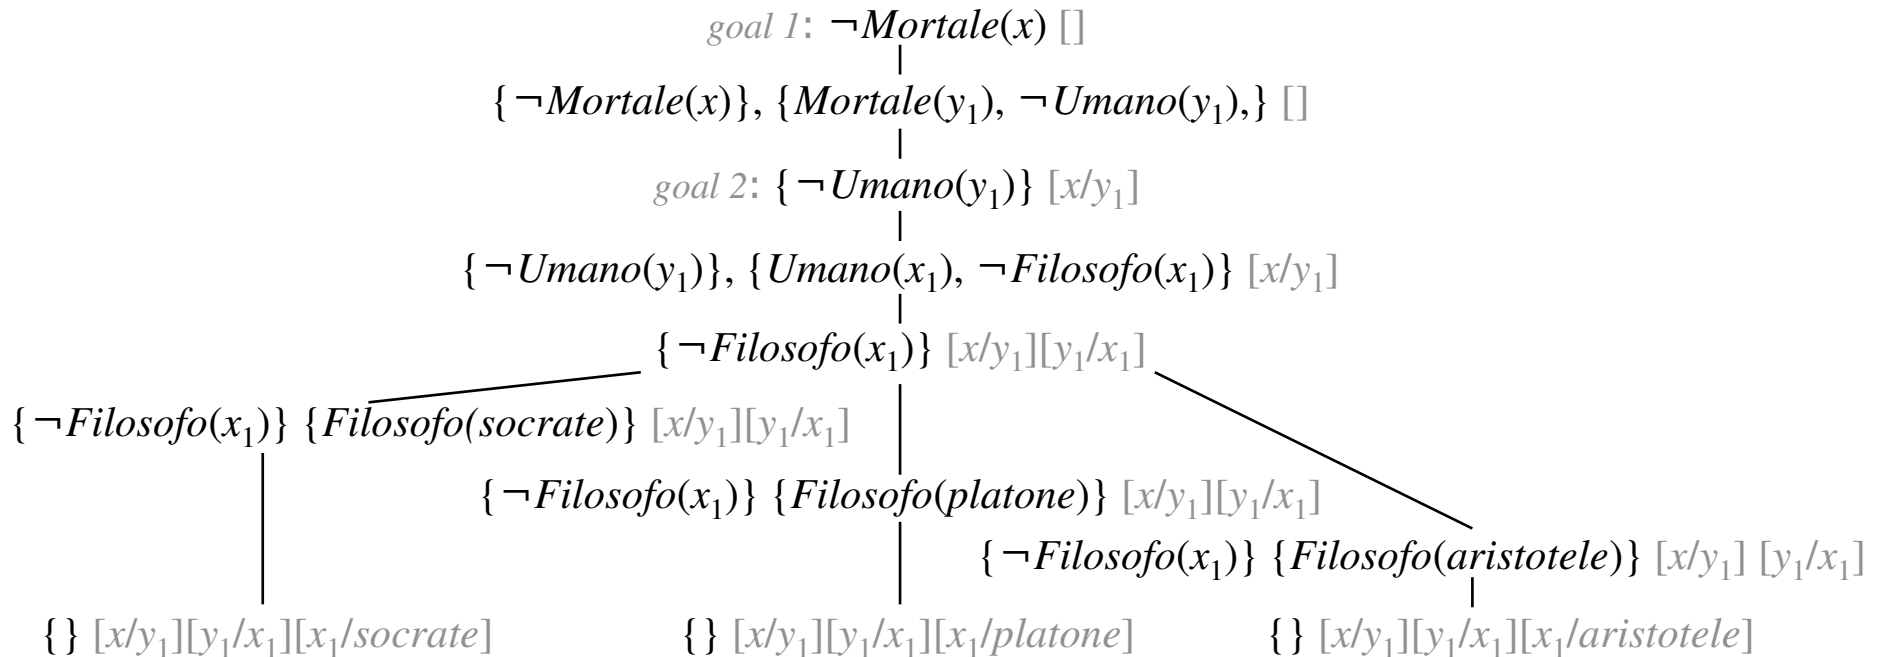 goal 1: ¬Mortale(x) []
{¬Mortale(x)}, {Mortale(y₁), ¬Umano(y₁),} []
goal 2: {¬Umano(y₁)} [x/y₁]
{¬Umano(y₁)}, {Umano(x₁), ¬Filosofo(x₁)} [x/y₁]
{¬Filosofo(x₁)} [x/y₁][y₁/x₁]
{¬Filosofo(x₁)} {Filosofo(socrate)} [x/y₁][y₁/x₁]
{¬Filosofo(x₁)} {Filosofo(platone)} [x/y₁][y₁/x₁]
{¬Filosofo(x₁)} {Filosofo(aristotele)} [x/y₁] [y₁/x₁]
{} [x/y₁][y₁/x₁][x₁/socrate]
{} [x/y₁][y₁/x₁][x₁/platone]
{} [x/y₁][y₁/x₁][x₁/aristotele]